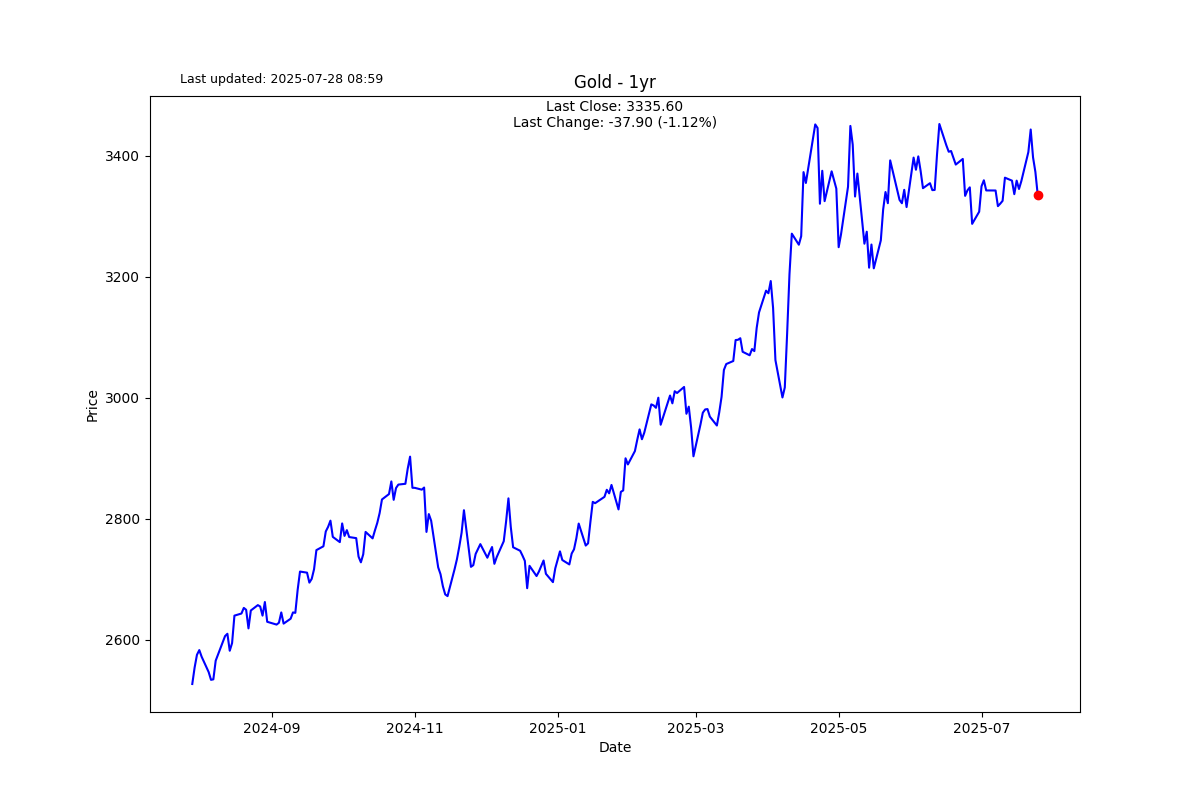 Last updated: 2025-07-28 08:59
Gold - 1yr
Last Close: 3335.60
Last Change: -37.90 (-1.12%)
3400
3200
3000
2800
2600
Price
2024-09
2024-11
2025-01
2025-03
2025-05
2025-07
Date